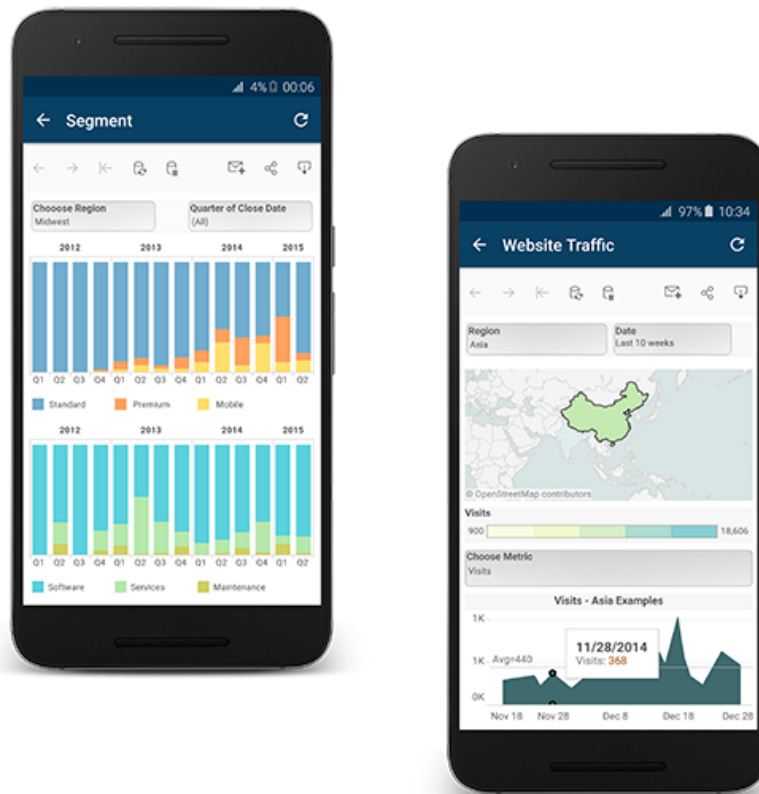 4% 00:06
Segment
Chooose Region
Midwest
Quarter of Close Date
(All)
2012 2013 2014 2015
Q1 Q2 Q3 Q4 Q1 Q2 Q3 Q4 Q1 Q2 Q3 Q4 Q1 Q2
Standard Premium Mobile
2012 2013 2014 2015
Q1 Q2 Q3 Q4 Q1 Q2 Q3 Q4 Q1 Q2 Q3 Q4 Q1 Q2
Software Services Maintenance
97% 10:34
Website Traffic
Region
Asia
Date
Last 10 weeks
© OpenStreetMap contributors
Visits
900 18,606
Choose Metric
Visits
Visits - Asia Examples
1K
1K
Avg=440
0K
11/28/2014
Visits: 368
Nov 18 Nov 28 Dec 8 Dec 18 Dec 28